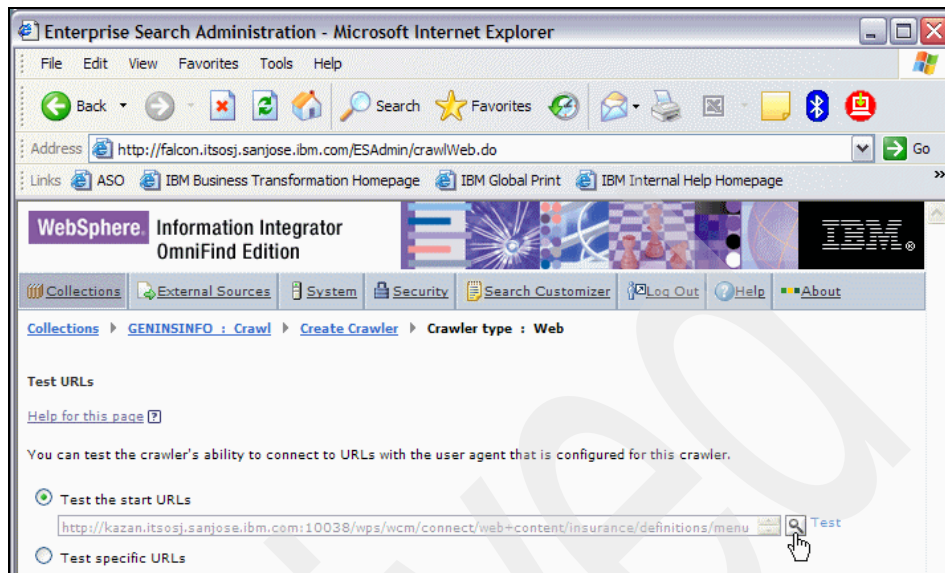 Enterprise Search Administration - Microsoft Internet Explorer
File Edit View Favorites Tools Help
Back Search Favorites
Address http://falcon.itsosj.sanjose.ibm.com/ESAdmin/crawlWeb.do Go
Links ASO IBM Business Transformation Homepage IBM Global Print IBM Internal Help Homepage »
WebSphere. Information Integrator
OmniFind Edition
IBM®
Collections External Sources System Security Search Customizer Log Out Help About
Collections GENINSINFO : Crawl Create Crawler Crawler type : Web
Test URLs
Help for this page ?
You can test the crawler's ability to connect to URLs with the user agent that is configured for this crawler.
Test the start URLs
http://kazan.itsosj.sanjose.ibm.com:10038/wps/wcm/connect/web+content/insurance/definitions/menu Test
Test specific URLs